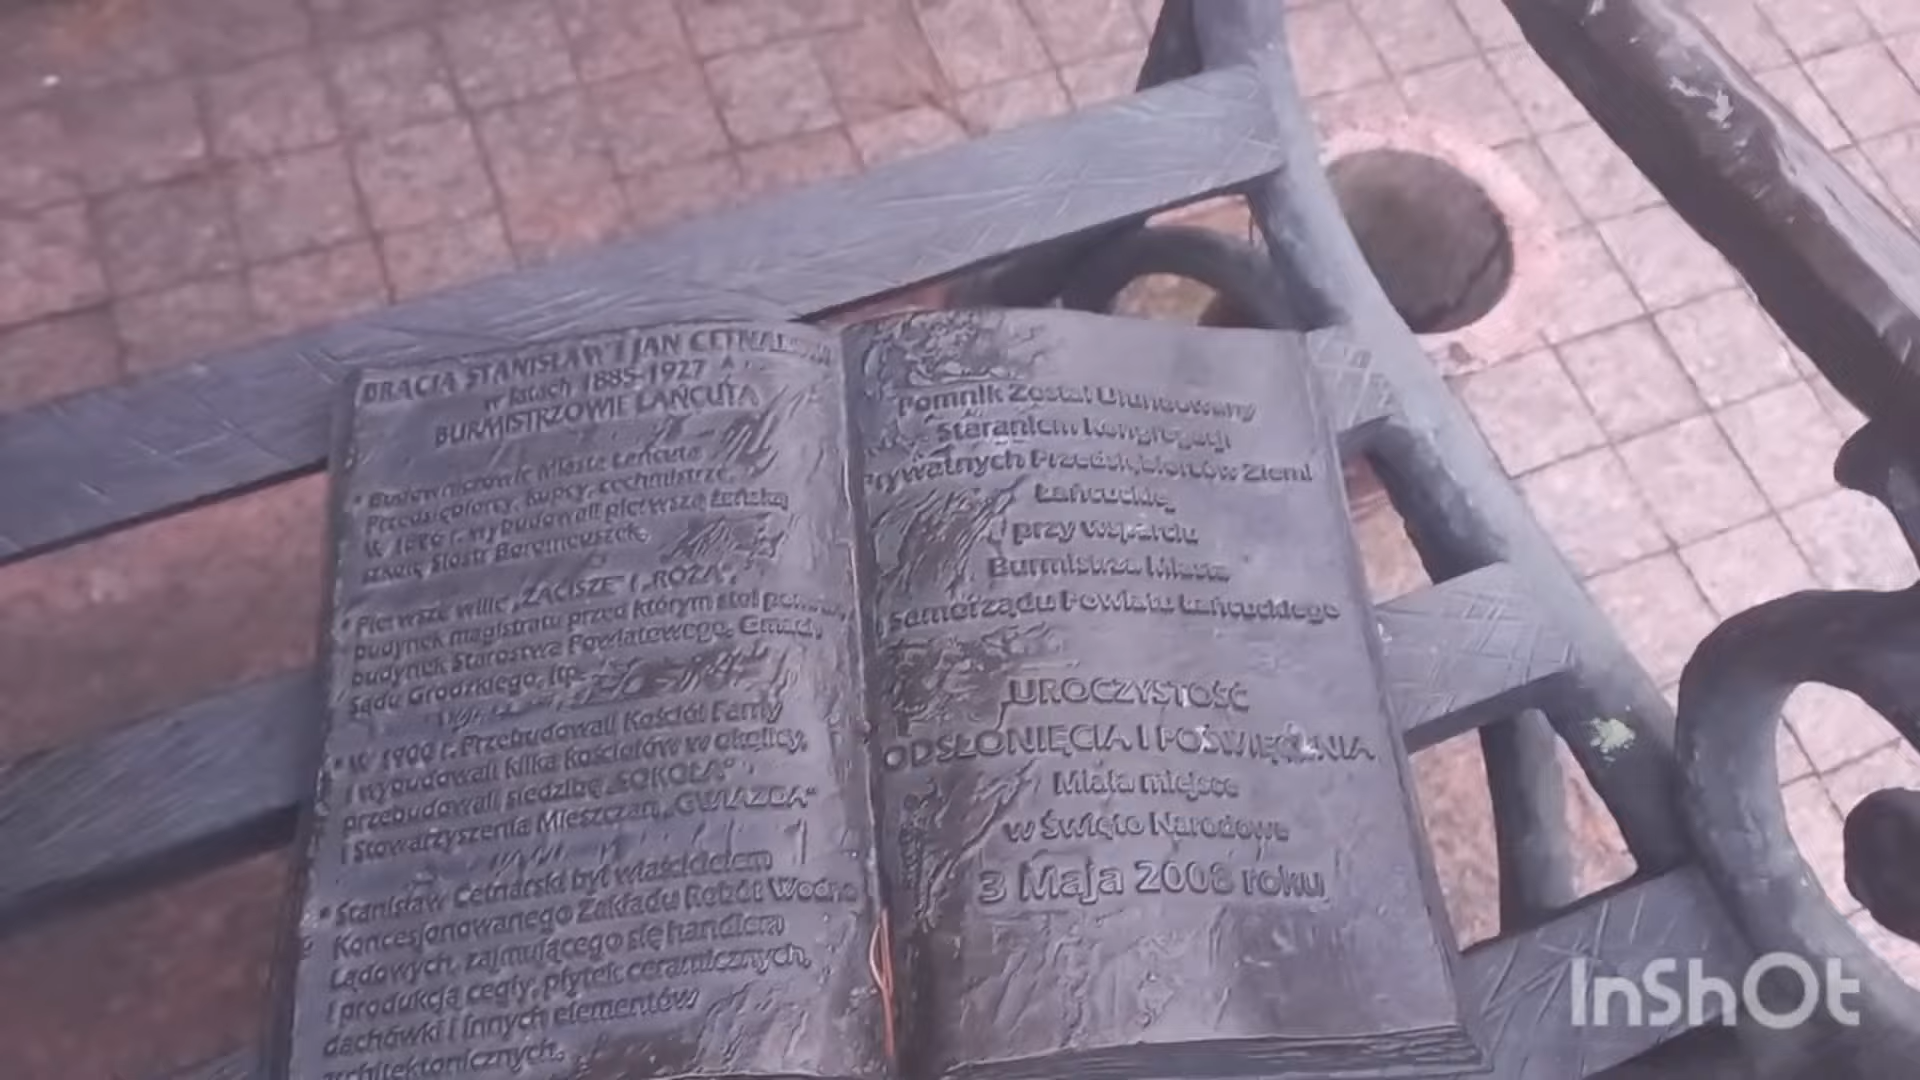 BRACIA STANISŁAW I JAN CETNARSCY
w latach 1885-1927
BURMISTRZOWIE ŁAŃCUTA
• Budowniczowie Miasta Łańcuta
Przedsiębiorcy, kupcy, cechmistrze,
wybudowali pierwszą żeńską
szkołę Sióstr Boromeuszek,
• Pierwsze wille „ZACISZE" i „RÓŻA",
budynek magistratu przed którym stoi pomnik,
budynek Starostwa Powiatowego, Gmach
Sądu Grodzkiego, itp.
• W 1900 r. Przebudowali Kościół Farny
i wybudowali kilka kościołów w okolicy,
przebudowali siedzibę „SOKOŁA"
i Stowarzyszenia Mieszczan „GWIAZDA"
• Stanisław Cetnarski był właścicielem
Koncesjonowanego Zakładu Robót Wodno
Lądowych, zajmującego się handlem
i produkcją cegły, płytek ceramicznych,
dachówki i innych elementów
architektonicznych.
Pomnik Został Ufundowany
Staraniem Kongregacji
Prywatnych Przedsiębiorców Ziemi
Łańcuckiej
przy wsparciu
Burmistrza Miasta
i Samorządu Powiatu Łańcuckiego
UROCZYSTOŚĆ
ODSŁONIĘCIA I POŚWIĘCENIA
Miała miejsce
w Święto Narodowe
3 Maja 2008 roku
InShOt